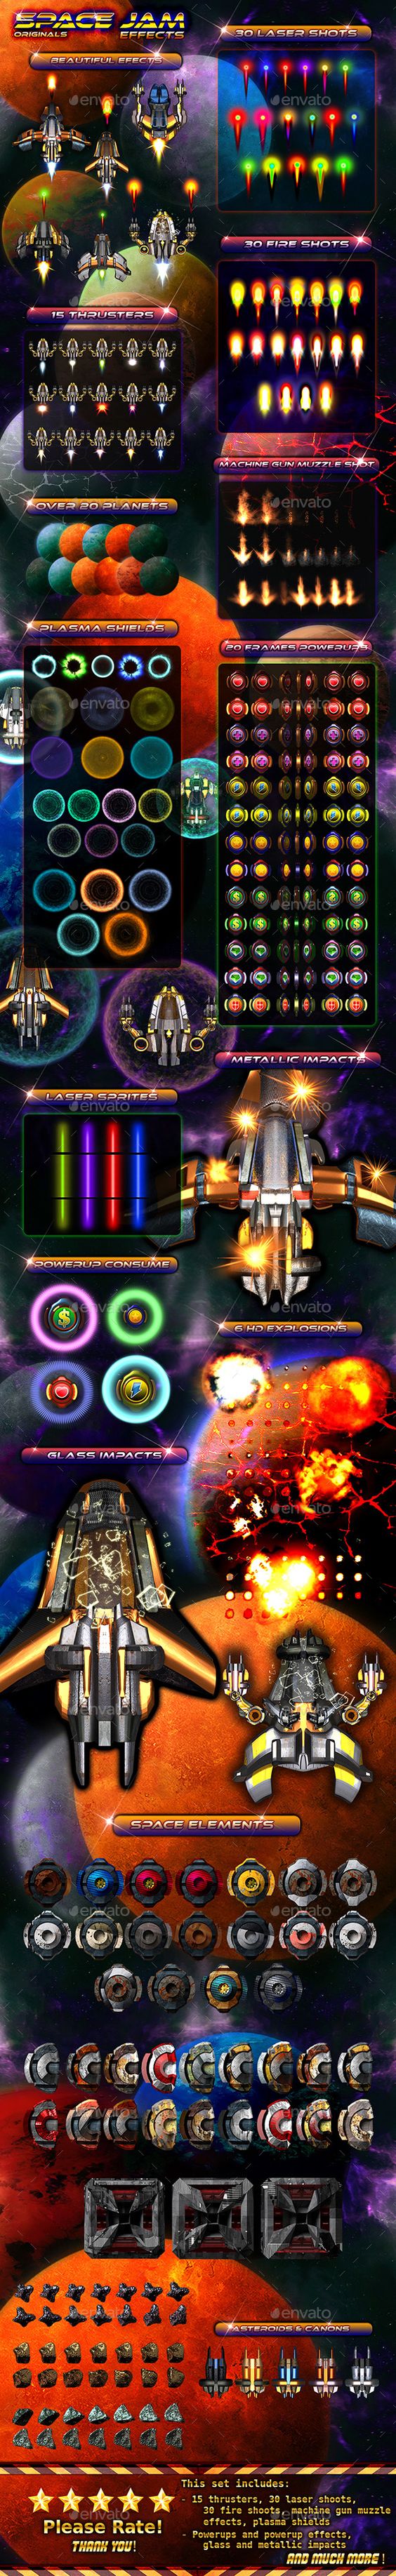 SPACE JAM
ORIGINALS EFFECTS
30 LASER SHOTS
BEAUTIFUL EFECTS
envato
30 FIRE SHOTS
15 THRUSTERS
MACHINE GUN MUZZLE SHOT
OVER 20 PLANETS
PLASMA SHIELDS
20 FRAMES POWERUPS
METALLIC IMPACTS
LASER SPRITES
POWERUP CONSUME
6 HD EXPLOSIONS
GLASS IMPACTS
SPACE ELEMENTS
ASTEROIDS & CANONS
This set includes:
- 15 thrusters, 30 laser shoots,
30 fire shoots, machine gun muzzle
effects, plasma shields
- Powerups and powerup effects,
glass and metallic impacts
AND MUCH MORE!
Please Rate!
THANK YOU!